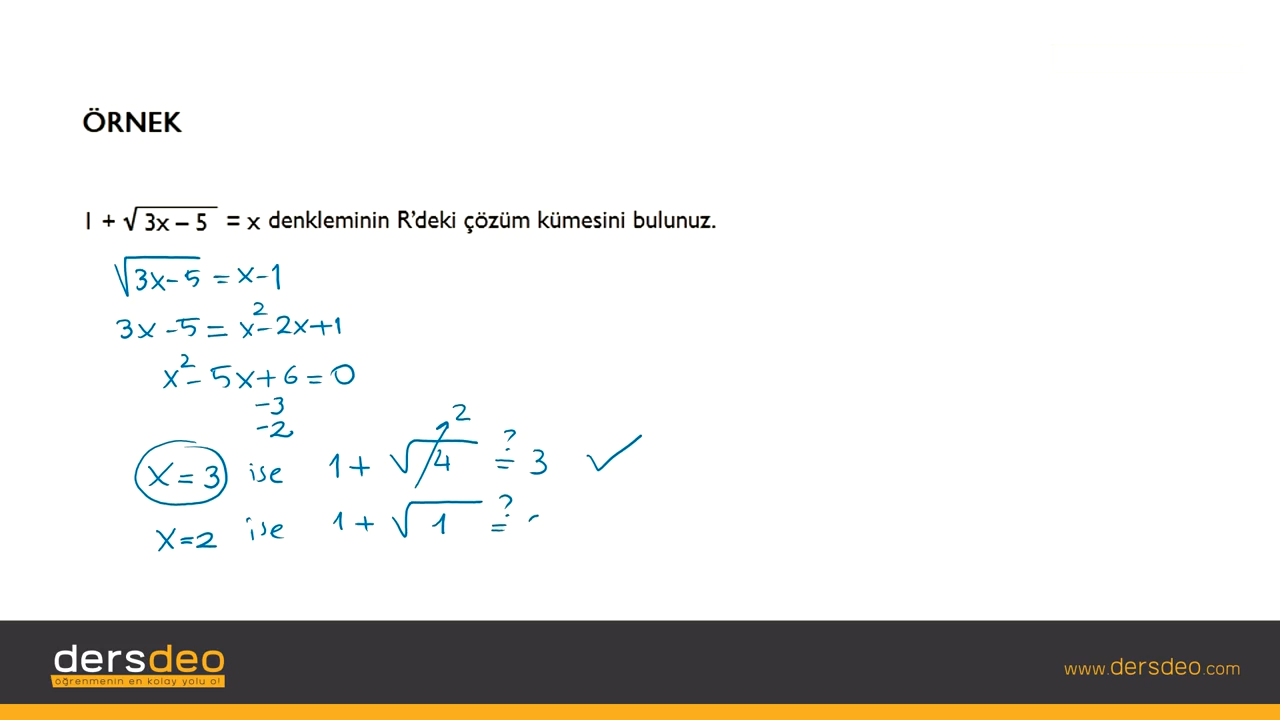 ÖRNEK
1 + √3x – 5 = x denkleminin R’deki çözüm kümesini bulunuz.
√3x-5 = x-1
3x-5 = x²-2x+1
x²-5x+6=0
-3
-2
x=3 ise 1+√4 2 ?= 3 ✓
x=2 ise 1+√1 ?=
dersdeo
öğrenmenin en kolay yolu o!
www.dersdeo.com